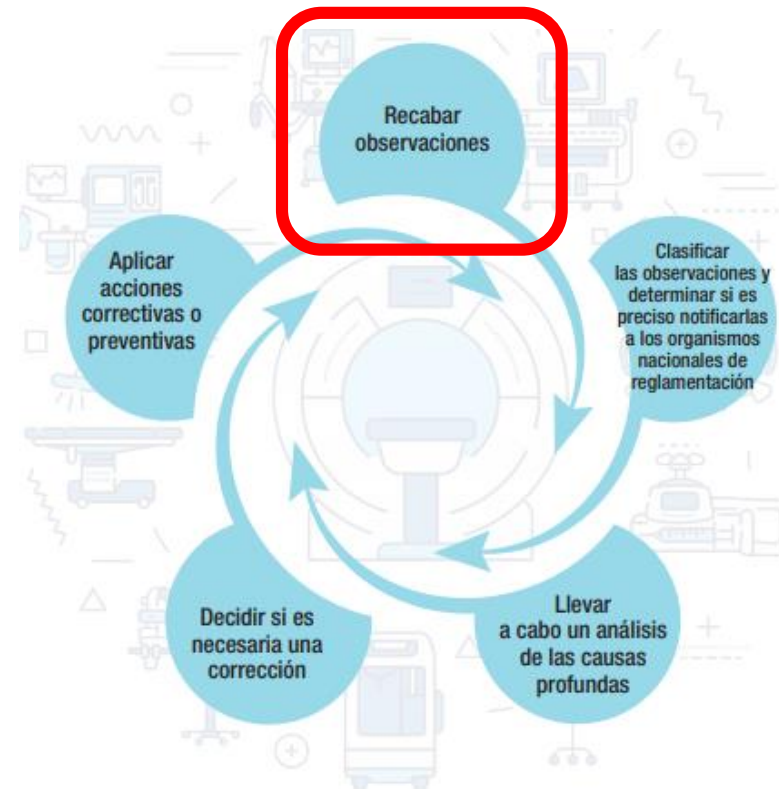 Recabar
observaciones
Clasificar
las observaciones y
determinar si es
preciso notificarlas
a los organismos
nacionales de
reglamentación
Llevar
a cabo un análisis
de las causas
profundas
Decidir si es
necesaria una
corrección
Aplicar
acciones
correctivas o
preventivas